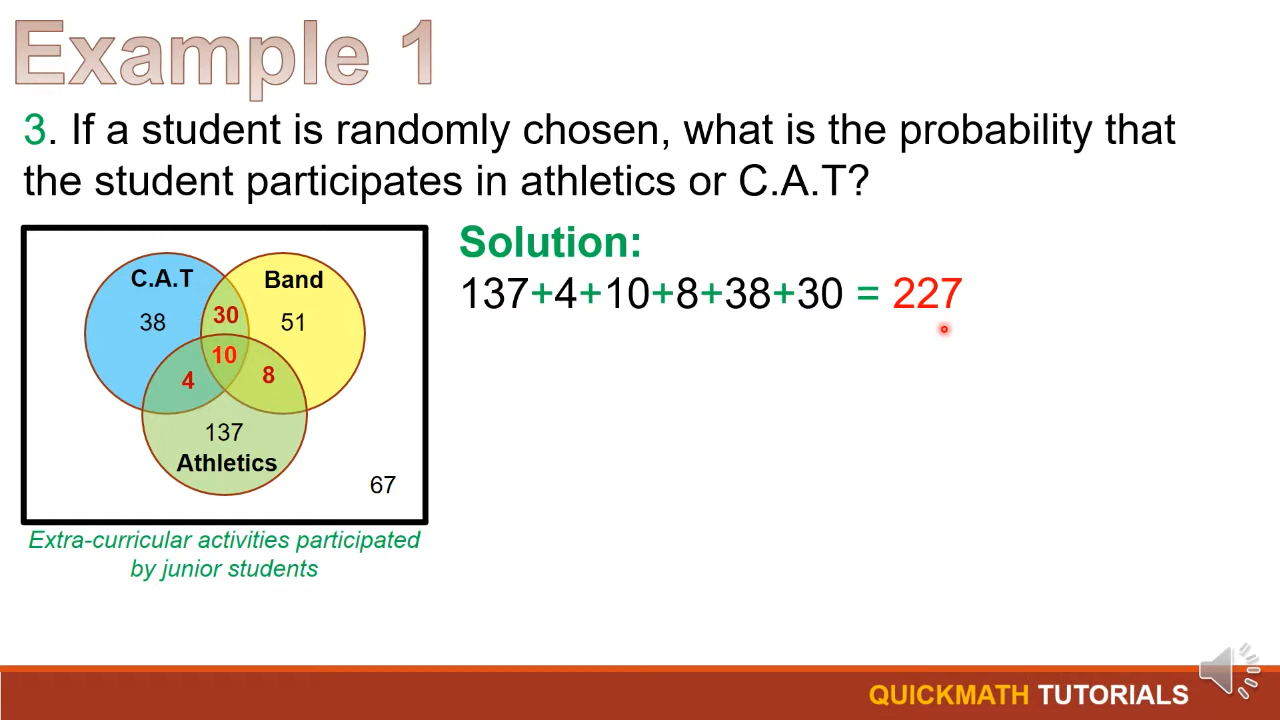 Example 1
3. If a student is randomly chosen, what is the probability that
the student participates in athletics or C.A.T?
C.A.T
Band
38
30
51
10
4
8
137
Athletics
67
Extra-curricular activities participated
by junior students
Solution:
137+4+10+8+38+30 = 227
QUICKMATH TUTORIALS